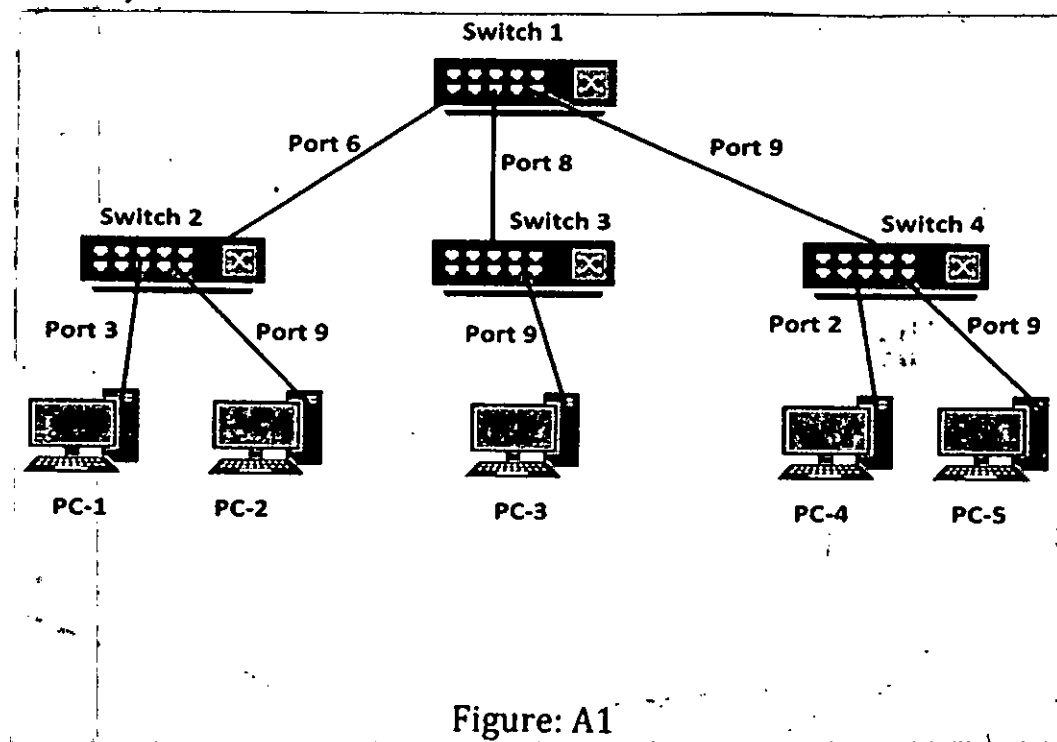 Switch 1
Port 6
Port 8
Port 9
Switch 2
Switch 3
Switch 4
Port 3
Port 9
Port 9
Port 2
Port 9
PC-1
PC-2
PC-3
PC-4
PC-5
Figure: A1